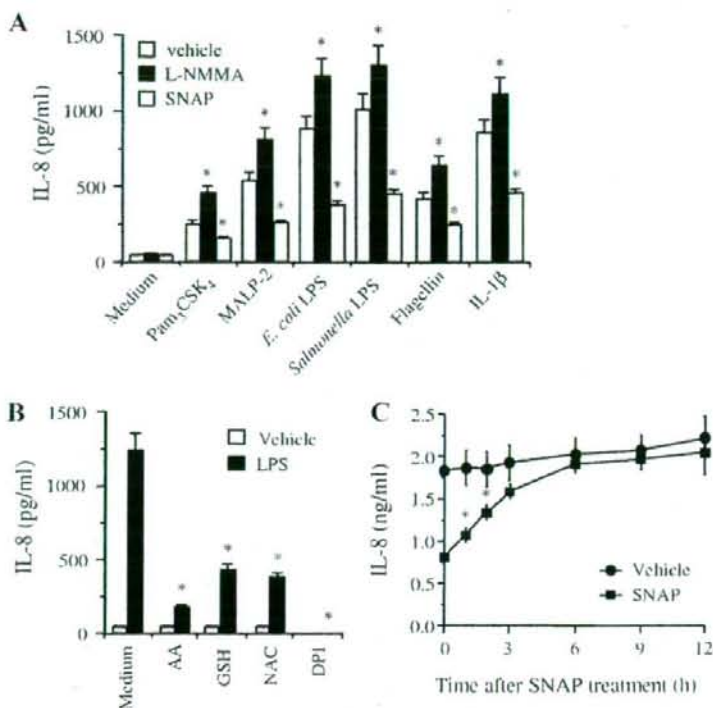 A
1500
1000
500
0
IL-8 (pg/ml)
vehicle
L-NMMA
SNAP
* * * * * * * * * * * *
Medium
Pam₃CSK₄
MALP-2
E. coli LPS
Salmonella LPS
Flagellin
IL-1β
B
1500
1000
500
0
IL-8 (pg/ml)
Vehicle
LPS
* * * *
Medium
AA
GSH
NAC
DPI
C
2.5
2.0
1.5
1.0
0.5
0.0
IL-8 (ng/ml)
* *
Vehicle
SNAP
0 3 6 9 12
Time after SNAP treatment (h)